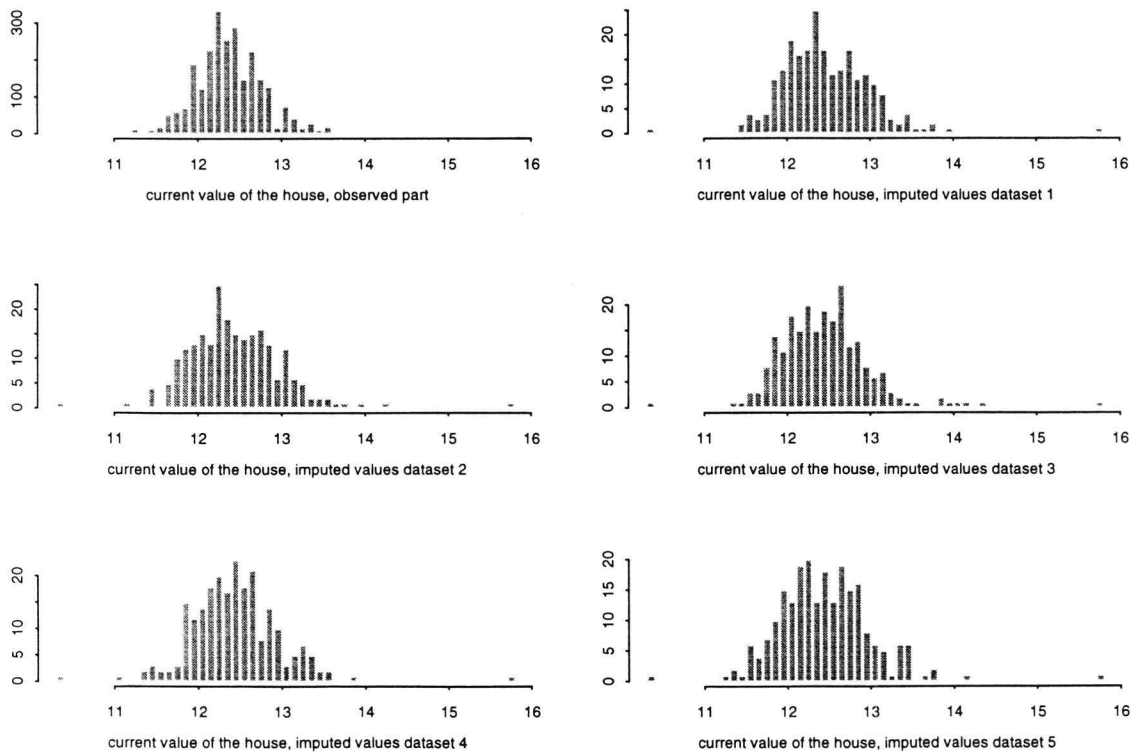 300
100
0
11 12 13 14 15 16
current value of the house, observed part
20
15
10
5
0
11 12 13 14 15 16
current value of the house, imputed values dataset 1
20
10
5
0
11 12 13 14 15 16
current value of the house, imputed values dataset 2
20
15
10
5
0
11 12 13 14 15 16
current value of the house, imputed values dataset 3
20
10
5
0
11 12 13 14 15 16
current value of the house, imputed values dataset 4
20
15
10
5
0
11 12 13 14 15 16
current value of the house, imputed values dataset 5